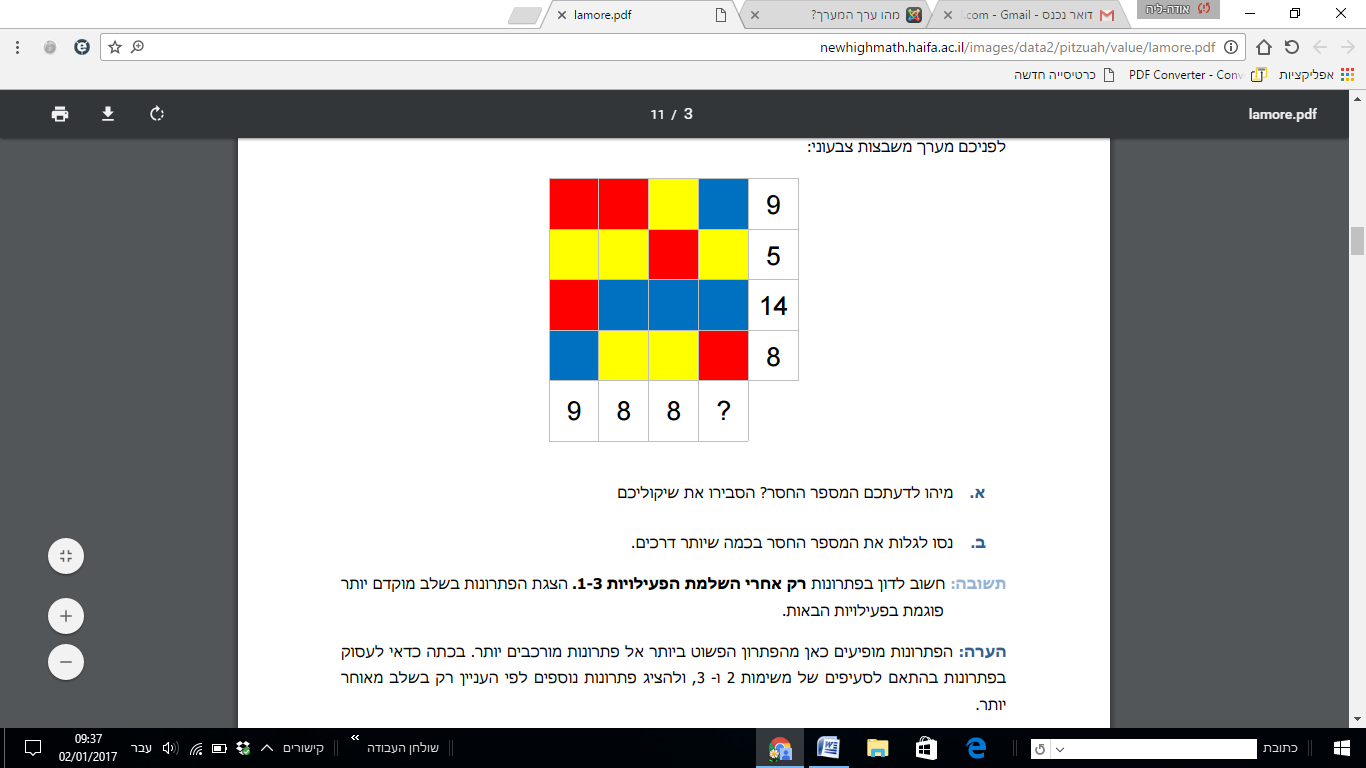 lamore.pdf
מהו ערך המערך?
דואר נכנס - Gmail - com.
אודה-ליה
newhighmath.haifa.ac.il/images/data2/pitzuah/value/lamore.pdf
אפליקציות
PDF Converter - Conv
כרטיסייה חדשה
lamore.pdf
11 / 3
לפניכם מערך משבצות צבעוני:
9
5
14
8
9 8 8 ?
א. מיהו לדעתכם המספר החסר? הסבירו את שיקוליכם
ב. נסו לגלות את המספר החסר בכמה שיותר דרכים.
תשובה: חשוב לדון בפתרונות רק אחרי השלמת הפעילויות 1-3. הצגת הפתרונות בשלב מוקדם יותר
פוגמת בפעילויות הבאות.
הערה: הפתרונות מופיעים כאן מהפתרון הפשוט ביותר אל פתרונות מורכבים יותר. בכתה כדאי לעסוק
בפתרונות בהתאם לסעיפים של משימות 2 ו- 3, ולהציג פתרונות נוספים לפי העניין רק בשלב מאוחר
יותר.
09:37
02/01/2017
עבר
קישורים
שולחן העבודה
כתובת